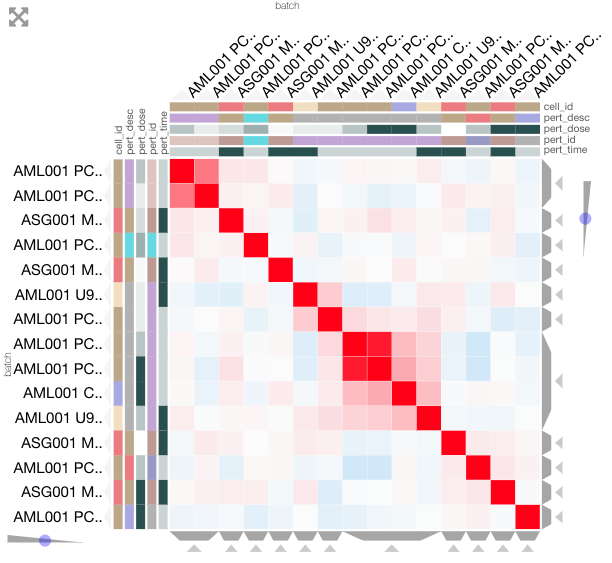 batch
AML001 PC..
AML001 PC..
ASG001 M..
AML001 PC..
ASG001 M..
AML001 U9..
AML001 PC..
AML001 PC..
AML001 PC..
AML001 C..
AML001 U9..
ASG001 M..
AML001 PC..
ASG001 M..
AML001 PC..
cell_id
pert_desc
pert_dose
pert_id
pert_time
cell_id
pert_desc
pert_dose
pert_id
pert_time
AML001 PC..
AML001 PC..
ASG001 M..
AML001 PC..
ASG001 M..
AML001 U9..
AML001 PC..
AML001 PC..
AML001 PC..
AML001 C..
AML001 U9..
ASG001 M..
AML001 PC..
ASG001 M..
AML001 PC..
batch